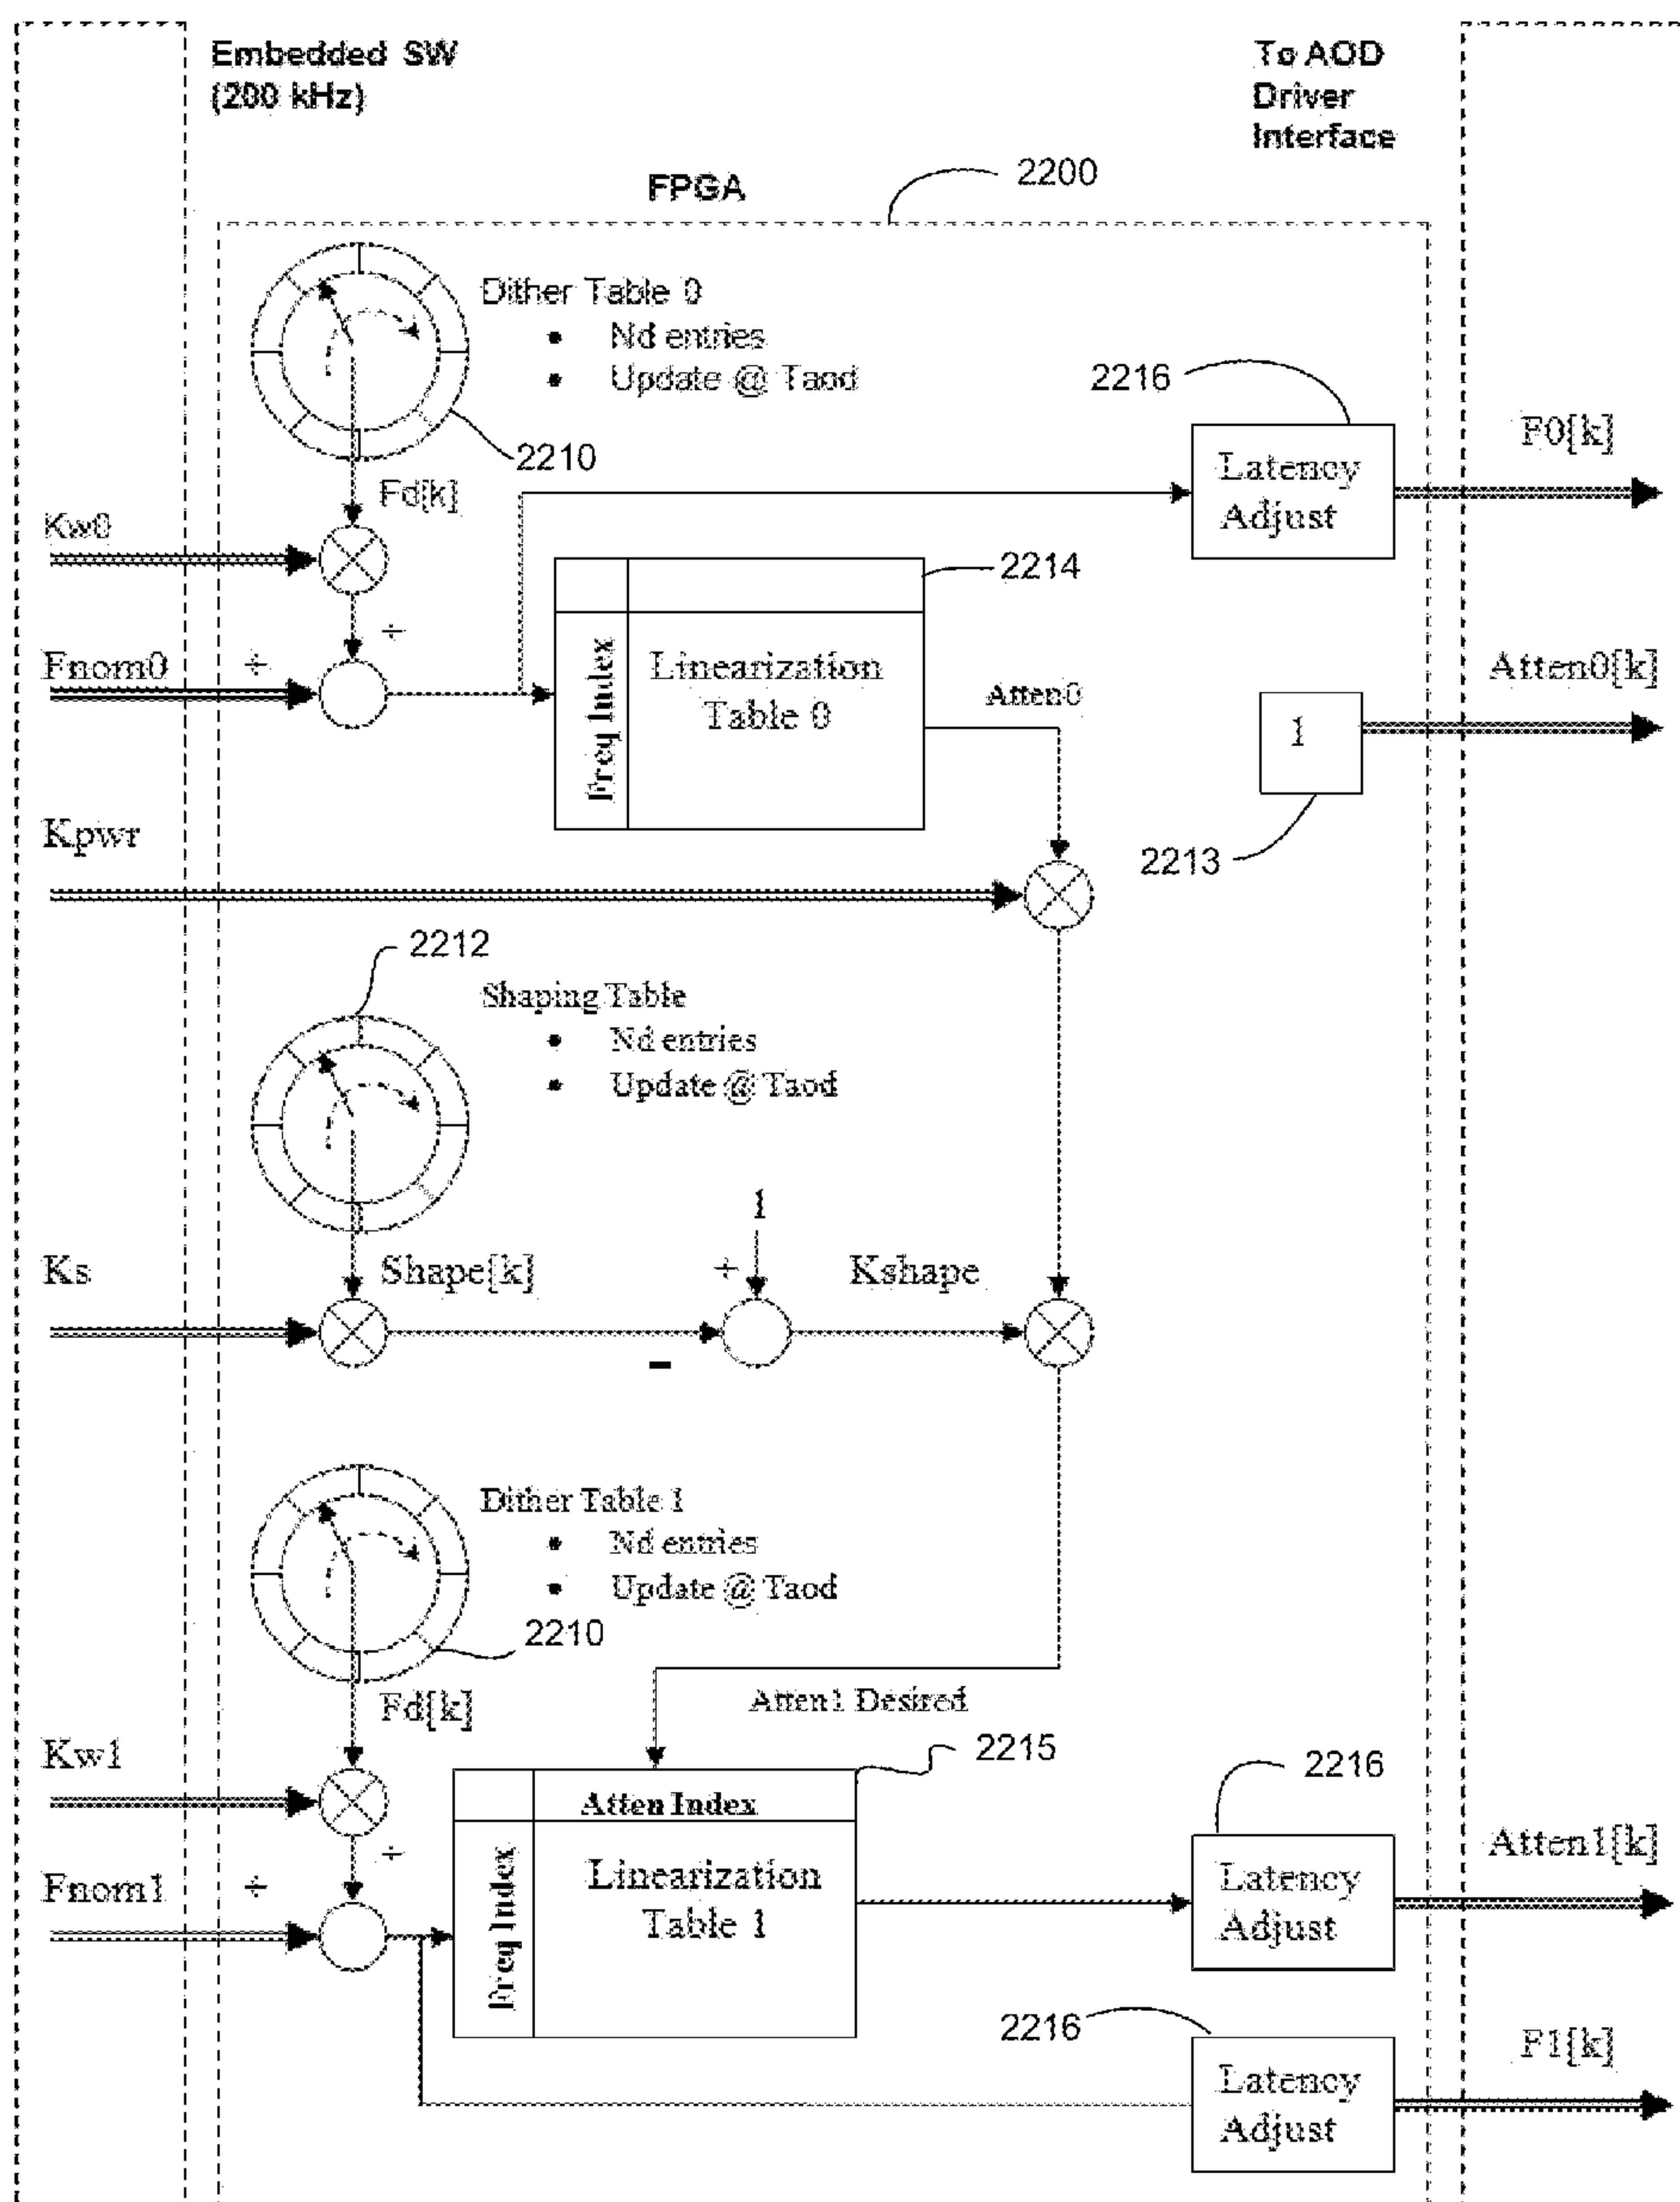 Embedded SW
(200 kHz)
To AOD
Driver
Interface
FPGA
2200
Dither Table 0
• Nd entries
• Update @ Taod
2210
2216
Latency
Adjust
F0[k]
Fd[k]
Kw0
2214
+
Fnom0
+
Freq Index
Linearization
Table 0
Atten0
Atten0[k]
1
2213
Kpwr
2212
Shaping Table
• Nd entries
• Update @ Taod
1
Ks
Shape[k]
+
Kshape
-
Dither Table 1
• Nd entries
• Update @ Taod
2210
Fd[k]
Atten1 Desired
2215
Kw1
Atten Index
2216
+
Fnom1
+
Freq Index
Linearization
Table 1
Latency
Adjust
Atten1[k]
2216
Latency
Adjust
F1[k]